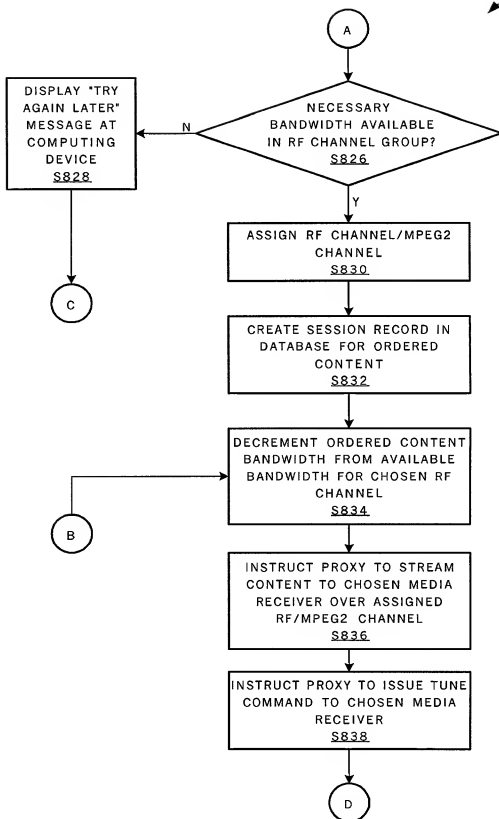 A
DISPLAY "TRY
AGAIN LATER"
MESSAGE AT
COMPUTING
DEVICE
S828
N
NECESSARY
BANDWIDTH AVAILABLE
IN RF CHANNEL GROUP?
S826
Y
ASSIGN RF CHANNEL/MPEG2
CHANNEL
S830
C
CREATE SESSION RECORD IN
DATABASE FOR ORDERED
CONTENT
S832
DECREMENT ORDERED CONTENT
BANDWIDTH FROM AVAILABLE
BANDWIDTH FOR CHOSEN RF
CHANNEL
S834
B
INSTRUCT PROXY TO STREAM
CONTENT TO CHOSEN MEDIA
RECEIVER OVER ASSIGNED
RF/MPEG2 CHANNEL
S836
INSTRUCT PROXY TO ISSUE TUNE
COMMAND TO CHOSEN MEDIA
RECEIVER
S838
D